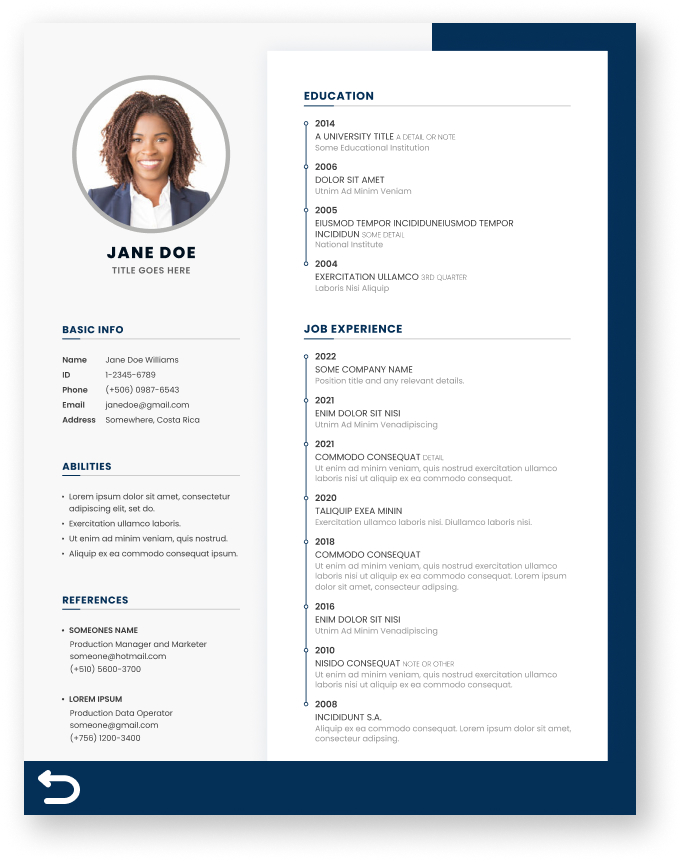 JANE DOE
TITLE GOES HERE
BASIC INFO
Name Jane Doe Williams
ID 1-2345-6789
Phone (+506) 0987-6543
Email janedoe@gmail.com
Address Somewhere, Costa Rica
ABILITIES
• Lorem ipsum dolor sit amet, consectetur
adipiscing elit, set do.
• Exercitation ullamco laboris.
• Ut enim ad minim veniam, quis nostrud.
• Aliquip ex ea commodo consequat ipsum.
REFERENCES
• SOMEONES NAME
Production Manager and Marketer
someone@hotmail.com
(+510) 5600-3700
• LOREM IPSUM
Production Data Operator
someone@gmail.com
(+756) 1200-3400
EDUCATION
2014
A UNIVERSITY TITLE A DETAIL OR NOTE
Some Educational Institution
2006
DOLOR SIT AMET
Utnim Ad Minim Veniam
2005
EIUSMOD TEMPOR INCIDIDUNEIUSMOD TEMPOR
INCIDIDUN SOME DETAIL
National Institute
2004
EXERCITATION ULLAMCO 3RD QUARTER
Laboris Nisi Aliquip
JOB EXPERIENCE
2022
SOME COMPANY NAME
Position title and any relevant details.
2021
ENIM DOLOR SIT NISI
Utnim Ad Minim Venadipiscing
2021
COMMODO CONSEQUAT DETAIL
Ut enim ad minim veniam, quis nostrud exercitation ullamco
laboris nisi ut aliquip ex ea commodo consequat.
2020
TALIQUIP EXEA MININ
Exercitation ullamco laboris nisi. Diullamco laboris nisi.
2018
COMMODO CONSEQUAT
Ut enim ad minim veniam, quis nostrud exercitation ullamco
laboris nisi ut aliquip ex ea commodo consequat. Lorem ipsum
dolor sit amet, consecteur adipsing.
2016
ENIM DOLOR SIT NISI
Utnim Ad Minim Venadipiscing
2010
NISIDO CONSEQUAT NOTE OR OTHER
Ut enim ad minim veniam, quis nostrud exercitation ullamco
laboris nisi ut aliquip ex ea commodo consequat.
2008
INCIDIDUNT S.A.
Aliquip ex ea commodo consequat. Lorem ipsum dolor sit amet,
consecteur adipsing.